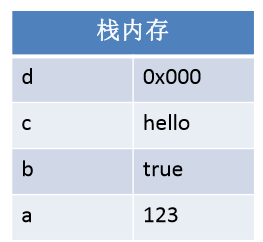 栈内存
d 0x000
c hello
b true
a 123